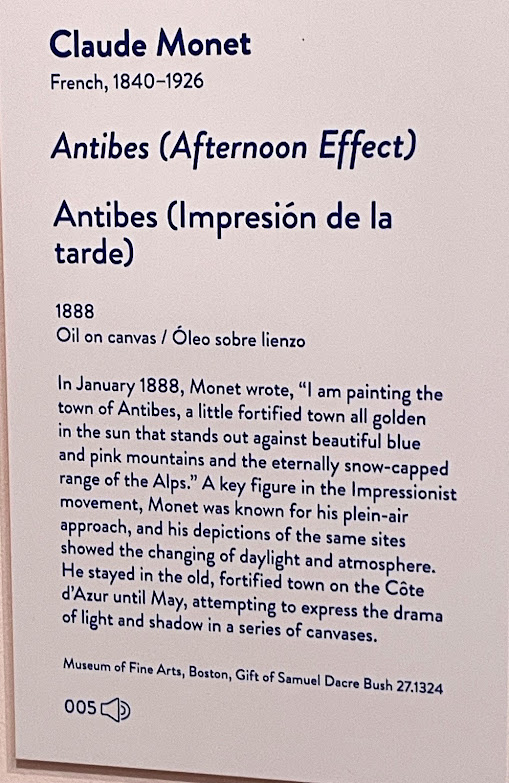 Claude Monet
French, 1840–1926
Antibes (Afternoon Effect)
Antibes (Impresión de la
tarde)
1888
Oil on canvas / Óleo sobre lienzo
In January 1888, Monet wrote, “I am painting the
town of Antibes, a little fortified town all golden
in the sun that stands out against beautiful blue
and pink mountains and the eternally snow-capped
range of the Alps.” A key figure in the Impressionist
movement, Monet was known for his plein-air
approach, and his depictions of the same sites
showed the changing of daylight and atmosphere.
He stayed in the old, fortified town on the Côte
d’Azur until May, attempting to express the drama
of light and shadow in a series of canvases.
Museum of Fine Arts, Boston, Gift of Samuel Dacre Bush 27.1324
005